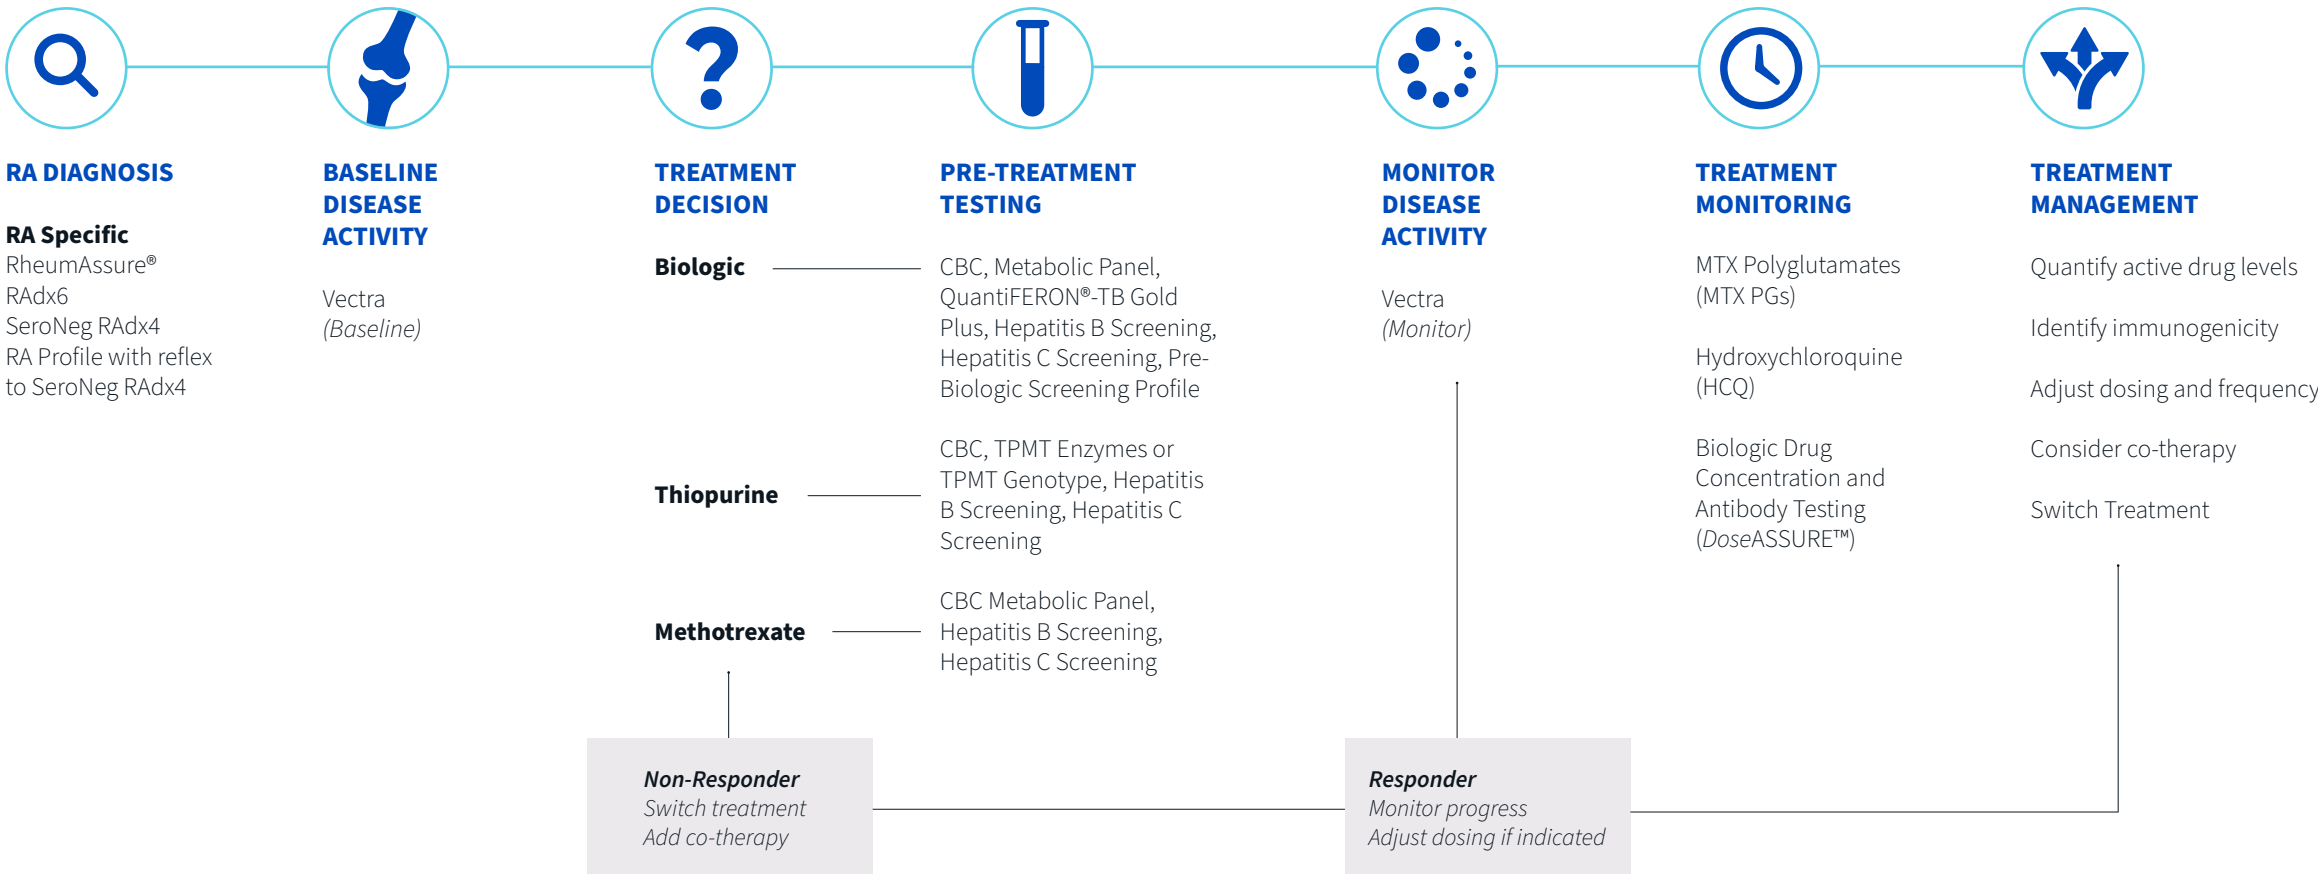 RA DIAGNOSIS
RA Specific
RheumAssure®
RAdx6
SeroNeg RAdx4
RA Profile with reflex
to SeroNeg RAdx4
BASELINE
DISEASE
ACTIVITY
Vectra
(Baseline)
TREATMENT
DECISION
Biologic
Thiopurine
Methotrexate
PRE-TREATMENT
TESTING
CBC, Metabolic Panel,
QuantiFERON®-TB Gold
Plus, Hepatitis B Screening,
Hepatitis C Screening, Pre-
Biologic Screening Profile
CBC, TPMT Enzymes or
TPMT Genotype, Hepatitis
B Screening, Hepatitis C
Screening
CBC Metabolic Panel,
Hepatitis B Screening,
Hepatitis C Screening
MONITOR
DISEASE
ACTIVITY
Vectra
(Monitor)
TREATMENT
MONITORING
MTX Polyglutamates
(MTX PGs)
Hydroxychloroquine
(HCQ)
Biologic Drug
Concentration and
Antibody Testing
(DoseASSURE™)
TREATMENT
MANAGEMENT
Quantify active drug levels
Identify immunogenicity
Adjust dosing and frequency
Consider co-therapy
Switch Treatment
Non-Responder
Switch treatment
Add co-therapy
Responder
Monitor progress
Adjust dosing if indicated